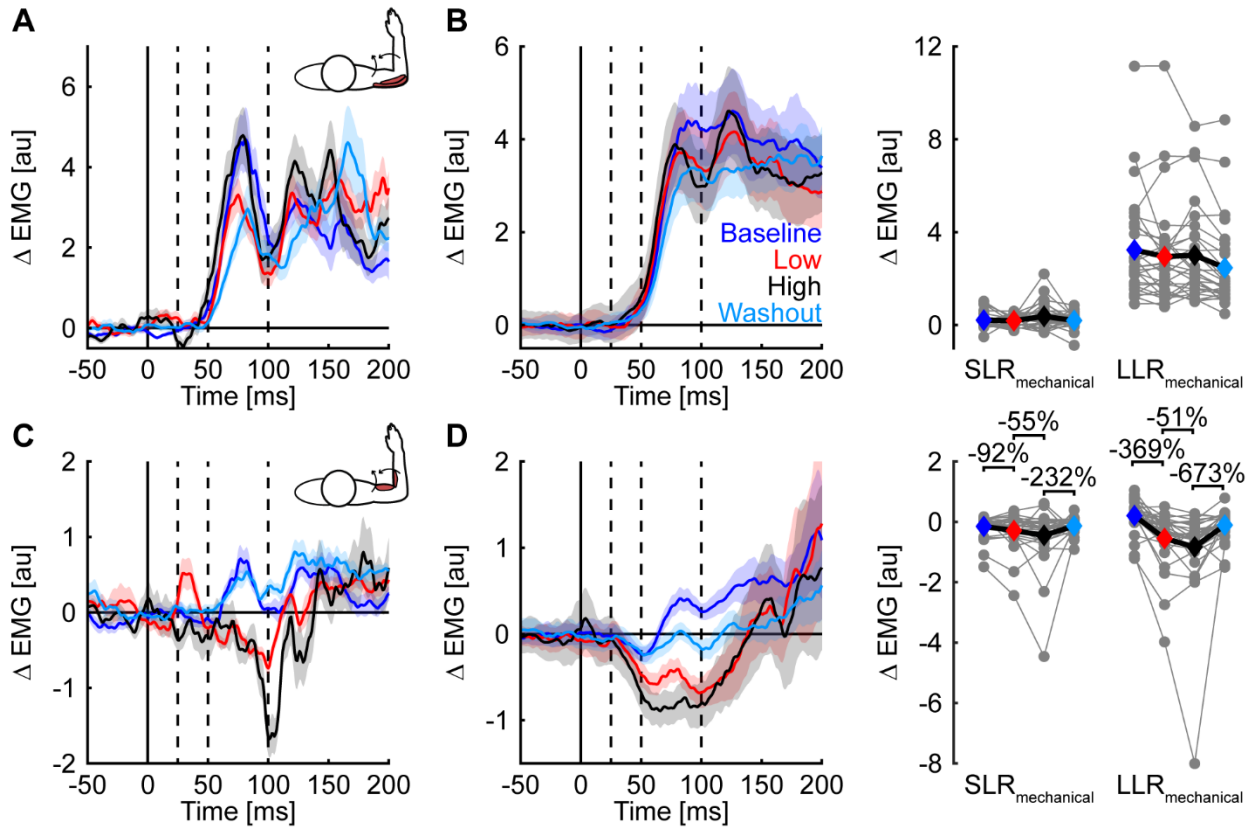 A
Δ EMG [au]
6
4
2
0
-50 0 50 100 150 200
Time [ms]
B
Δ EMG [au]
6
4
2
0
Baseline
Low
High
Washout
-50 0 50 100 150 200
Time [ms]
Δ EMG [au]
12
8
4
0
SLRmechanical LLRmechanical
C
Δ EMG [au]
2
1
0
-1
-2
-50 0 50 100 150 200
Time [ms]
D
Δ EMG [au]
2
1
0
-1
-50 0 50 100 150 200
Time [ms]
-55% -51%
-92% -369%
-232% -673%
Δ EMG [au]
2
0
-2
-4
-6
-8
SLRmechanical LLRmechanical